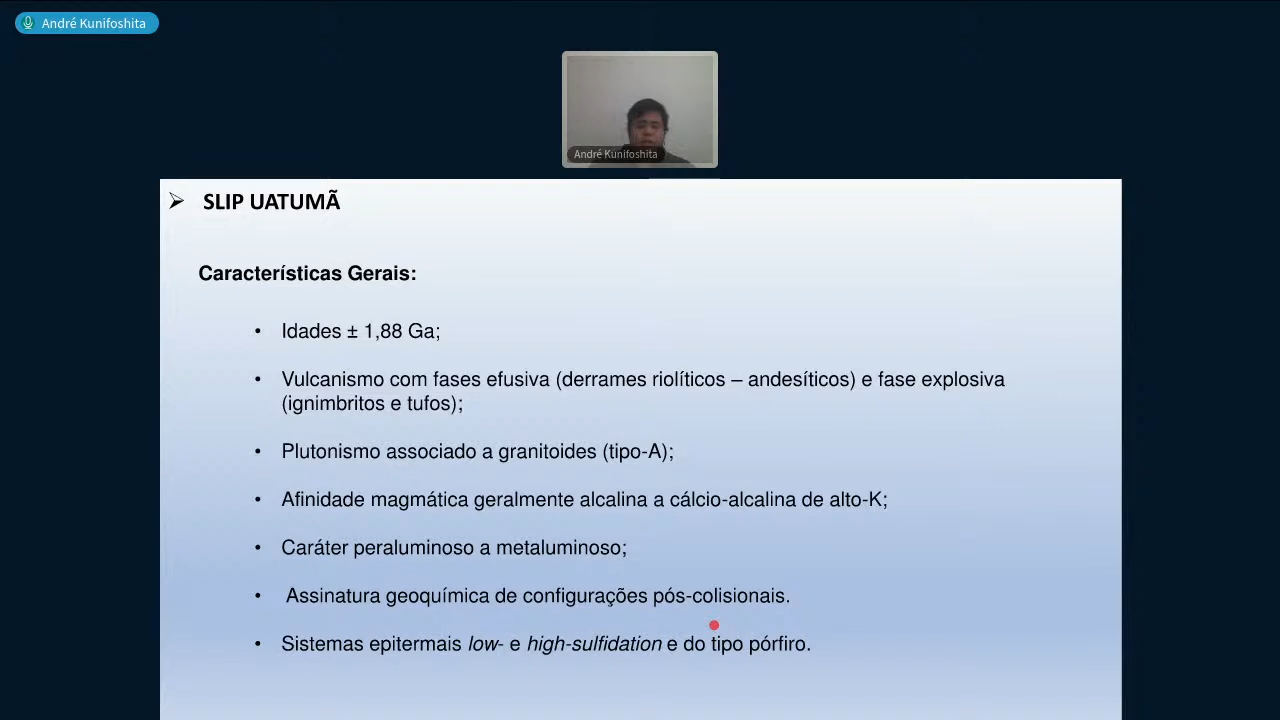 André Kunifoshita
André Kunifoshita
➢ SLIP UATUMÃ
Características Gerais:
• Idades ± 1,88 Ga;
• Vulcanismo com fases efusiva (derrames riolíticos – andesíticos) e fase explosiva
(ignimbritos e tufos);
• Plutonismo associado a granitoides (tipo-A);
• Afinidade magmática geralmente alcalina a cálcio-alcalina de alto-K;
• Caráter peraluminoso a metaluminoso;
• Assinatura geoquímica de configurações pós-colisionais.
• Sistemas epitermais low- e high-sulfidation e do tipo pórfiro.